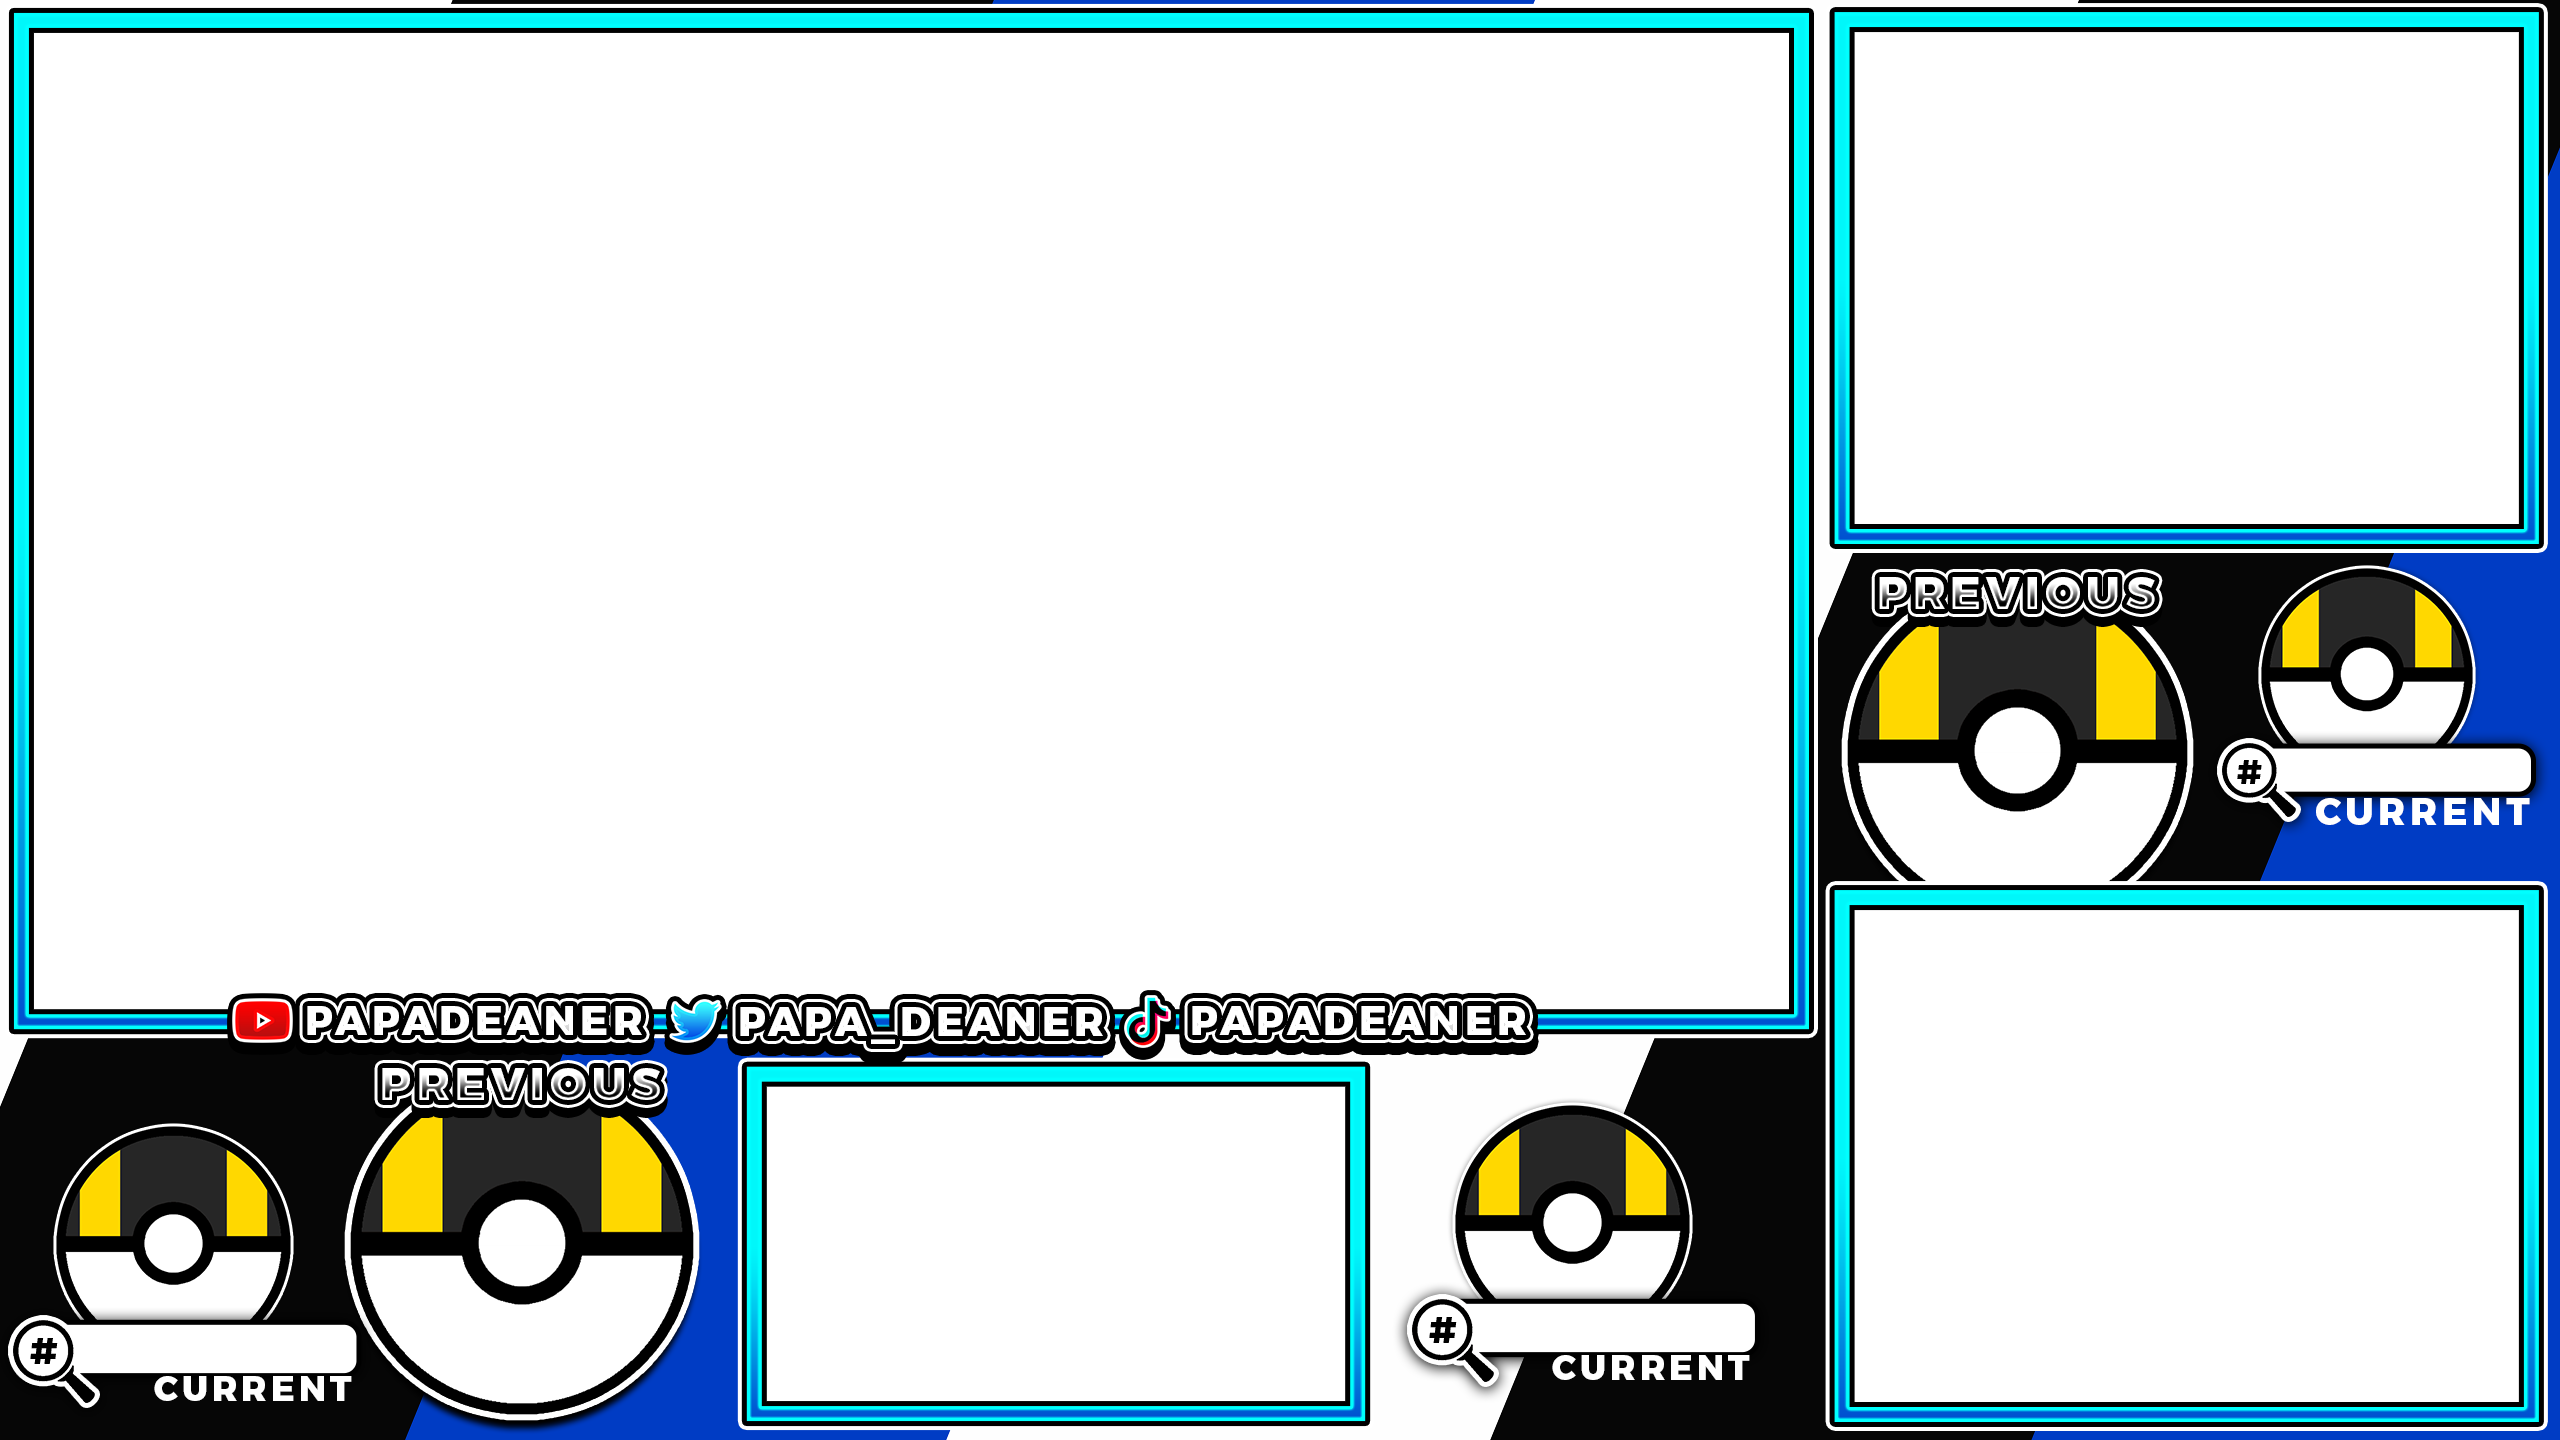 PREVIOUS
#
CURRENT
PAPADEANER PAPA_DEANER PAPADEANER
PREVIOUS
#
CURRENT
#
CURRENT